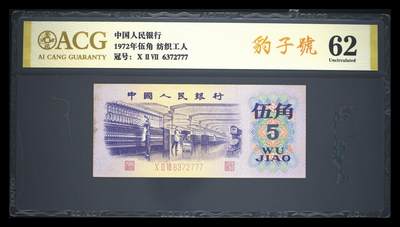 ACG
AI CANG GUARANTY
中国人民银行
1972年伍角 纺织工人
冠号: X II VII 6372777
豹子號
62
Uncirculated
中國人民銀行
伍角
5
WU
JIAO
X II VII 6372777